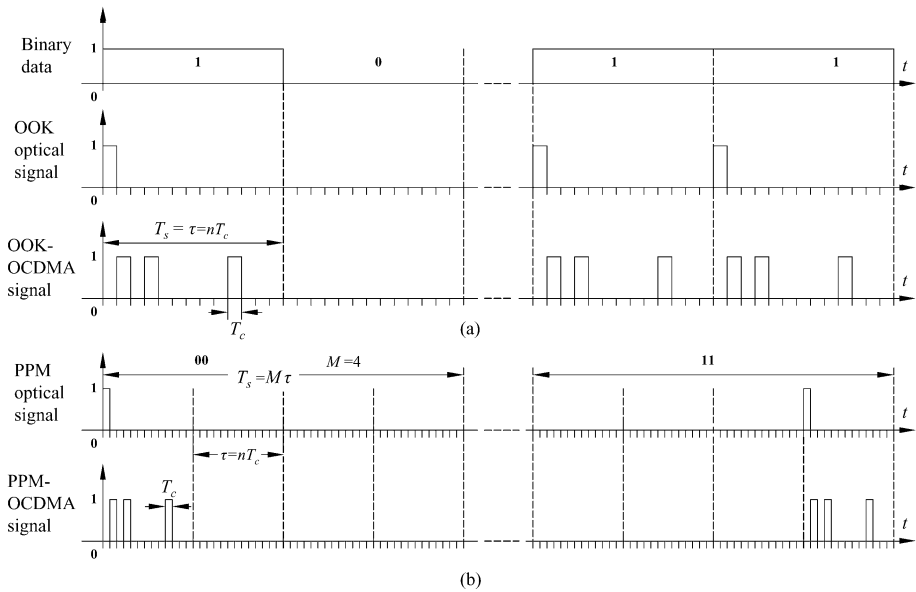 Binary
data
1
0
1 0 1 1
t
OOK
optical
signal
1
0
t
OOK-
OCDMA
signal
1
0
T_s = τ=nT_c
T_c
t
(a)
PPM
optical
signal
1
0
00 M=4 11
T_s=Mτ
t
τ=nT_c
PPM-
OCDMA
signal
1
0
T_c
t
(b)